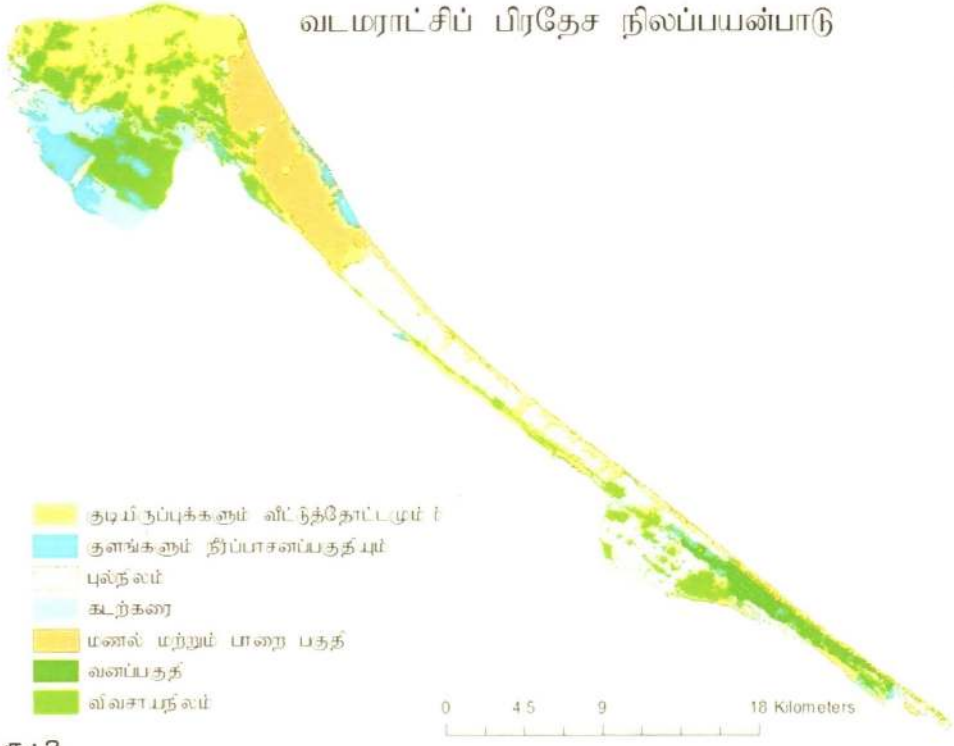 வடமராட்சிப் பிரதேச நிலப்பயன்பாடு
குடியிருப்புக்களும் வீட்டுத்தோட்டமும்
குளங்களும் நீர்ப்பாசனப்பகுதியும்
புல்நிலம்
கடற்கரை
மணல் மற்றும் பாறை பகுதி
வனப்பகுதி
விவசாயநிலம்
0 4.5 9 18 Kilometers